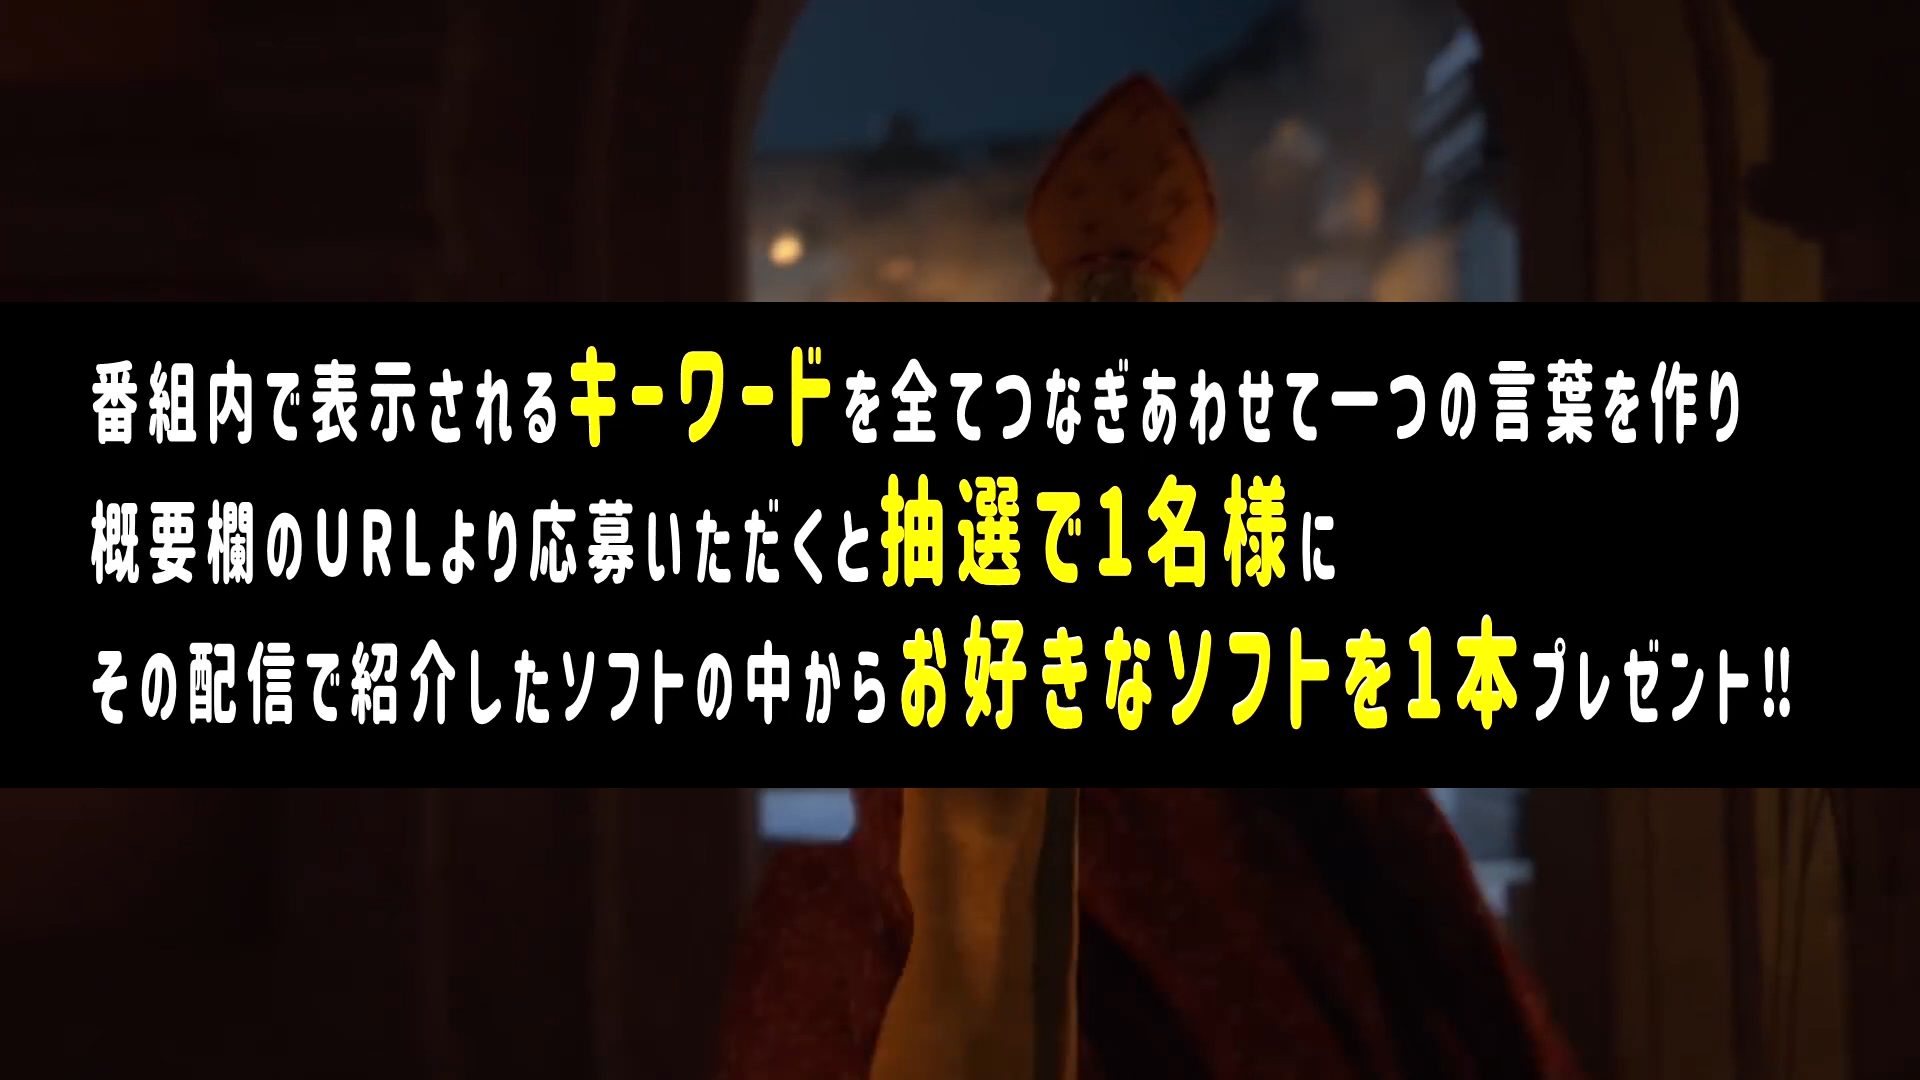 番組内で表示されるキーワードを全てつなぎあわせて一つの言葉を作り
概要欄のURLより応募いただくと抽選で1名様に
その配信で紹介したソフトの中からお好きなソフトを1本プレゼント!!